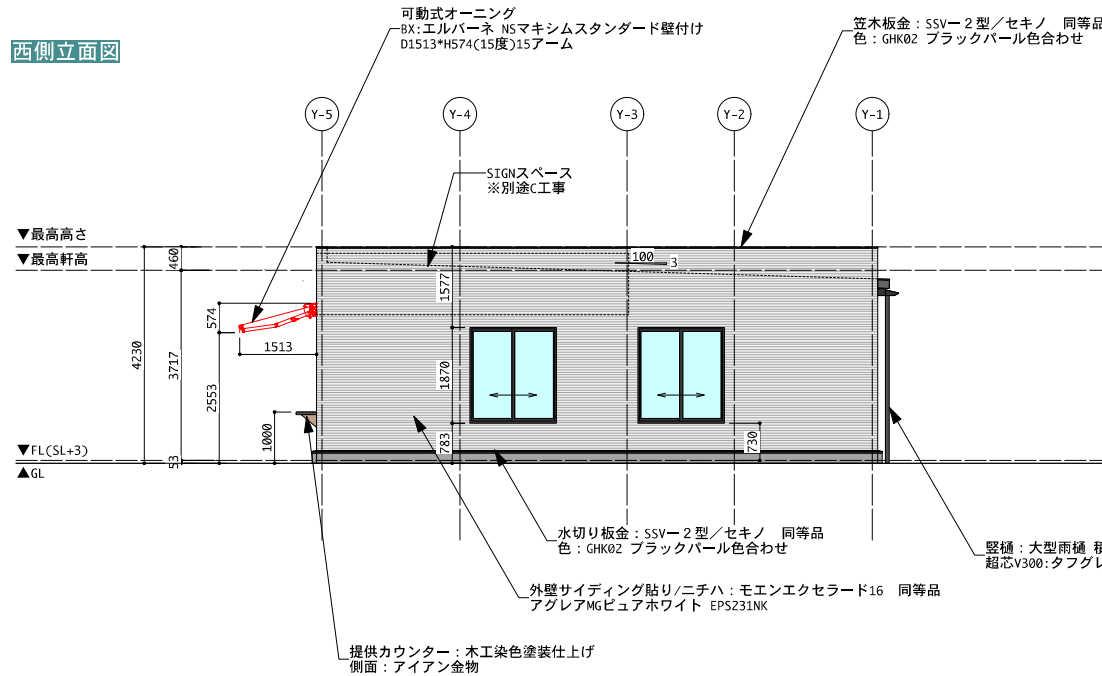 西側立面図
可動式オーニング
BX:エルバーネ NSマキシムスタンダード壁付け
D1513*H574(15度)15アーム
笠木板金：SSVー２型／セキノ　同等品
色：GHK02 ブラックパール色合わせ
Y-5
Y-4
Y-3
Y-2
Y-1
SIGNスペース
※別途C工事
▼最高高さ
▼最高軒高
460
100
3
1577
574
1513
4230
3717
2553
1870
1000
783
730
▼FL(SL+3)
53
▲GL
水切り板金：SSVー２型／セキノ　同等品
色：GHK02 ブラックパール色合わせ
竪樋：大型雨樋 積
超芯V300:タフグレ
外壁サイディング貼り/ニチハ：モエンエクセラード16　同等品
アグレアMGピュアホワイト EPS231NK
提供カウンター：木工染色塗装仕上げ
側面：アイアン金物